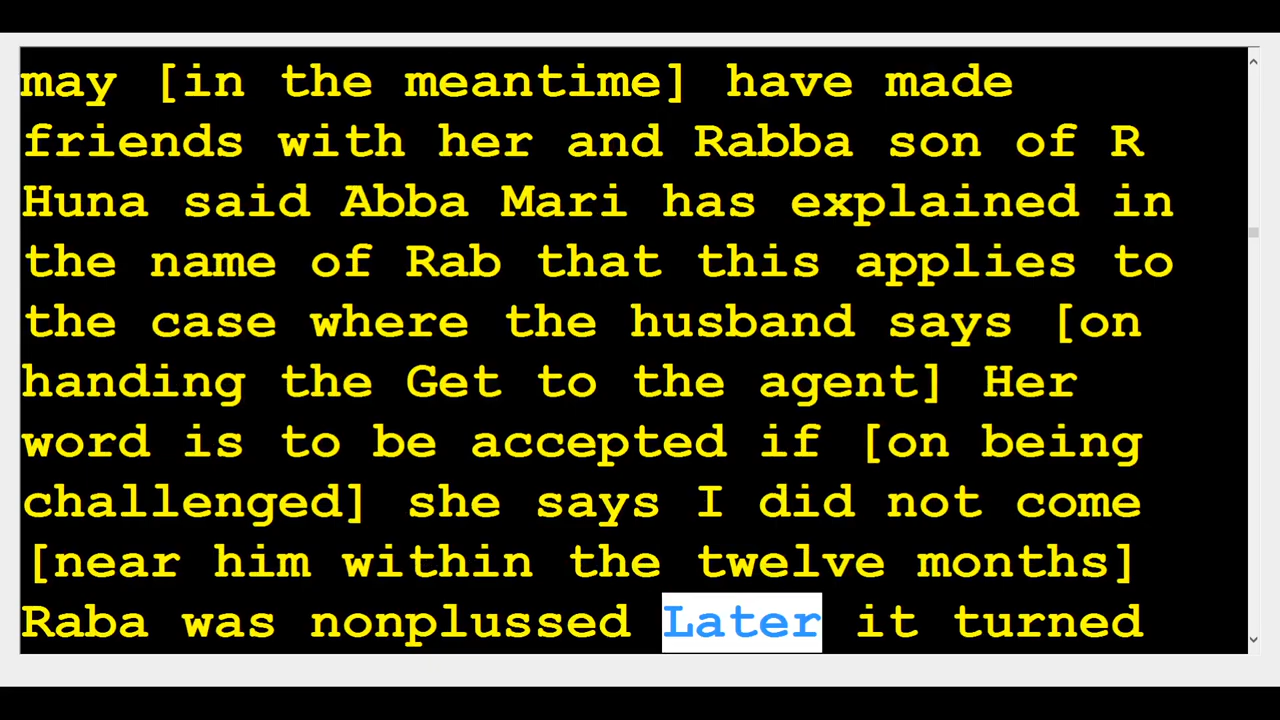 may [in the meantime] have made
friends with her and Rabba son of R
Huna said Abba Mari has explained in
the name of Rab that this applies to
the case where the husband says [on
handing the Get to the agent] Her
word is to be accepted if [on being
challenged] she says I did not come
[near him within the twelve months]
Raba was nonplussed Later it turned